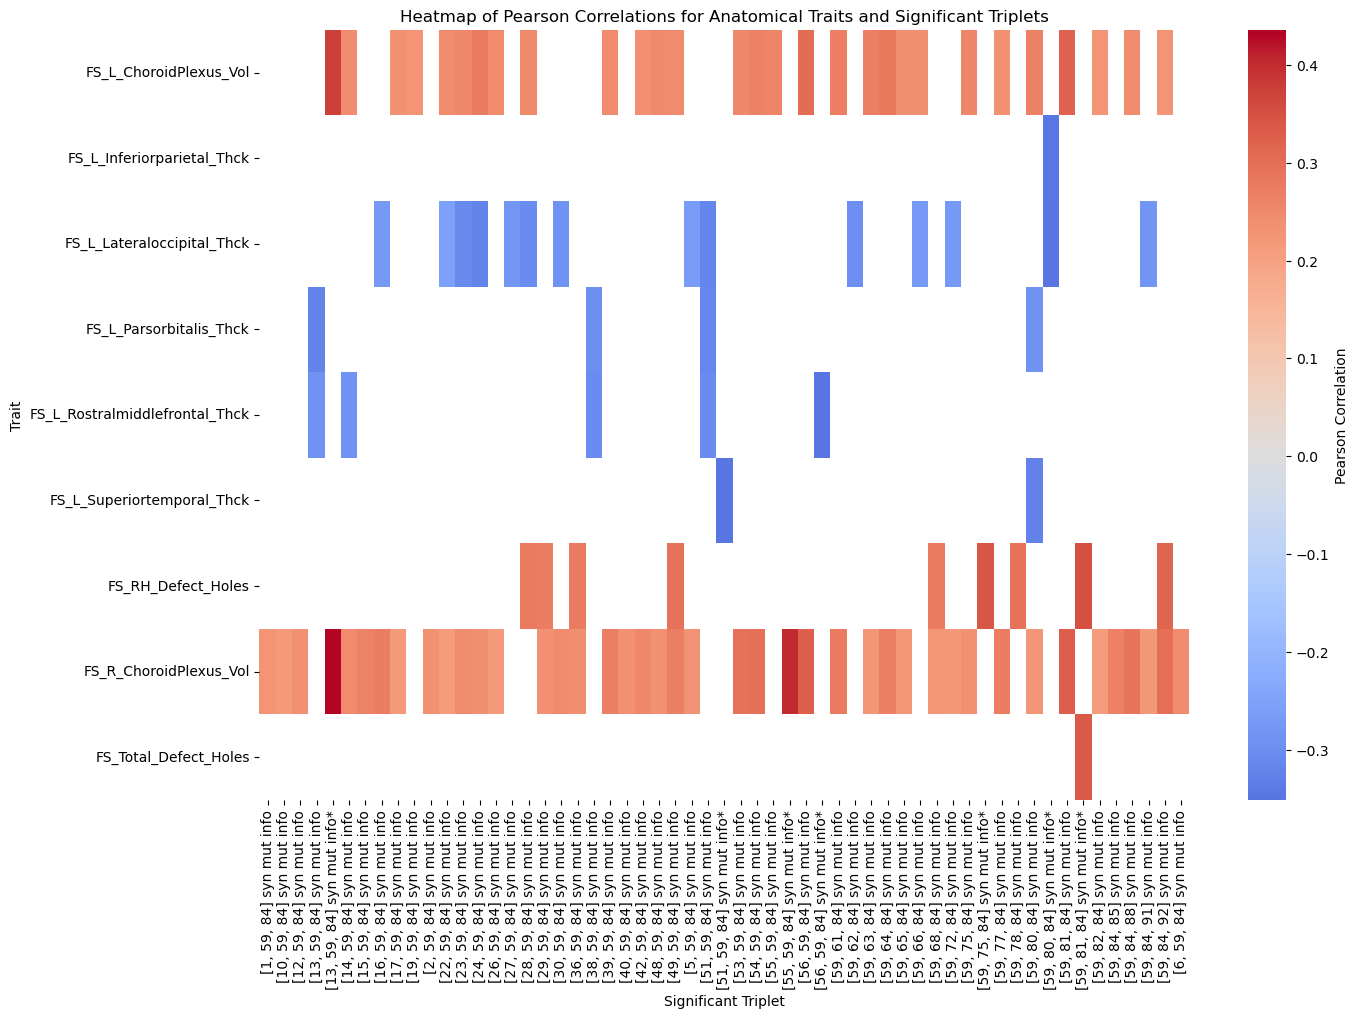 Heatmap of Pearson Correlations for Anatomical Traits and Significant Triplets
Trait
FS_L_ChoroidPlexus_Vol
FS_L_Inferiorparietal_Thck
FS_L_Lateraloccipital_Thck
FS_L_Parsorbitalis_Thck
FS_L_Rostralmiddlefrontal_Thck
FS_L_Superiortemporal_Thck
FS_RH_Defect_Holes
FS_R_ChoroidPlexus_Vol
FS_Total_Defect_Holes
[1, 59, 84] syn mut info
[10, 59, 84] syn mut info
[12, 59, 84] syn mut info
[13, 59, 84] syn mut info
[13, 59, 84] syn mut info*
[14, 59, 84] syn mut info
[15, 59, 84] syn mut info
[16, 59, 84] syn mut info
[17, 59, 84] syn mut info
[19, 59, 84] syn mut info
[2, 59, 84] syn mut info
[22, 59, 84] syn mut info
[23, 59, 84] syn mut info
[24, 59, 84] syn mut info
[26, 59, 84] syn mut info
[27, 59, 84] syn mut info
[28, 59, 84] syn mut info
[29, 59, 84] syn mut info
[30, 59, 84] syn mut info
[36, 59, 84] syn mut info
[38, 59, 84] syn mut info
[39, 59, 84] syn mut info
[40, 59, 84] syn mut info
[42, 59, 84] syn mut info
[48, 59, 84] syn mut info
[49, 59, 84] syn mut info
[5, 59, 84] syn mut info
[51, 59, 84] syn mut info
[51, 59, 84] syn mut info*
[53, 59, 84] syn mut info
[54, 59, 84] syn mut info
[55, 59, 84] syn mut info
[55, 59, 84] syn mut info*
[56, 59, 84] syn mut info
[56, 59, 84] syn mut info*
[59, 61, 84] syn mut info
[59, 62, 84] syn mut info
[59, 63, 84] syn mut info
[59, 64, 84] syn mut info
[59, 65, 84] syn mut info
[59, 66, 84] syn mut info
[59, 68, 84] syn mut info
[59, 72, 84] syn mut info
[59, 75, 84] syn mut info
[59, 75, 84] syn mut info*
[59, 77, 84] syn mut info
[59, 78, 84] syn mut info
[59, 80, 84] syn mut info
[59, 80, 84] syn mut info*
[59, 81, 84] syn mut info
[59, 81, 84] syn mut info*
[59, 82, 84] syn mut info
[59, 84, 85] syn mut info
[59, 84, 88] syn mut info
[59, 84, 91] syn mut info
[59, 84, 92] syn mut info
[6, 59, 84] syn mut info
Significant Triplet
0.4
0.3
0.2
0.1
0.0
−0.1
−0.2
−0.3
Pearson Correlation